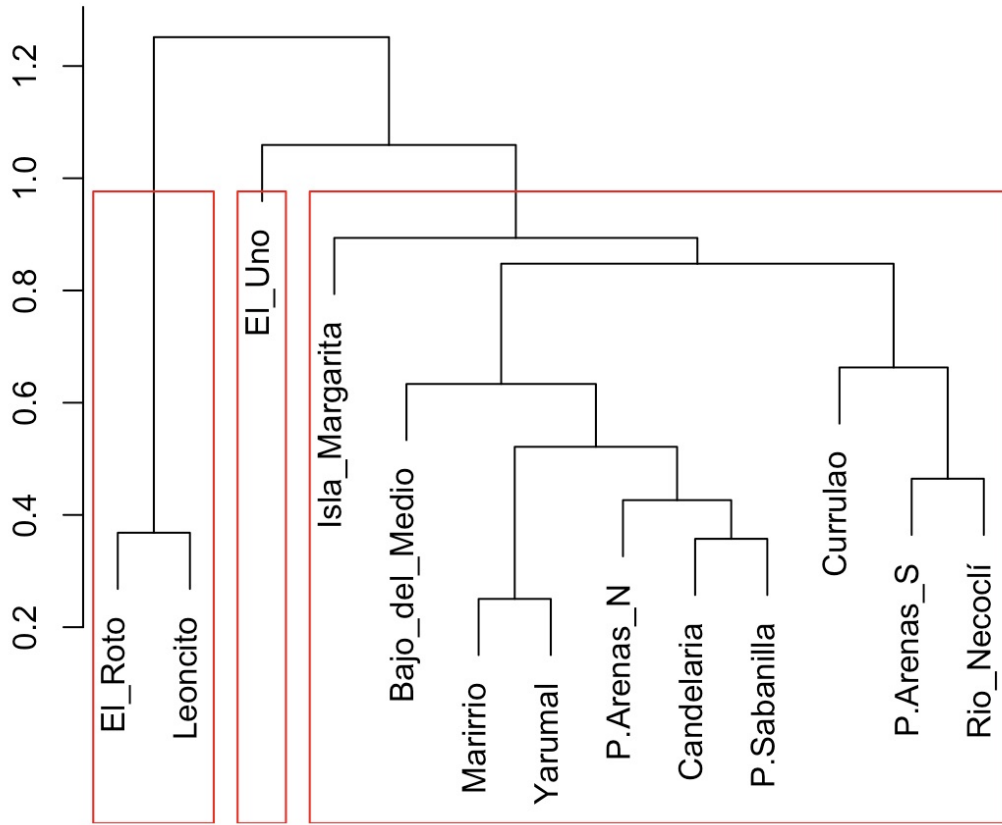 1.2
1.0
0.8
0.6
0.4
0.2
El_Roto
Leoncito
El_Uno
Isla_Margarita
Bajo_del_Medio
Marirrio
Yarumal
P.Arenas_N
Candelaria
P.Sabanilla
Currulao
P.Arenas_S
Rio_Necoclí